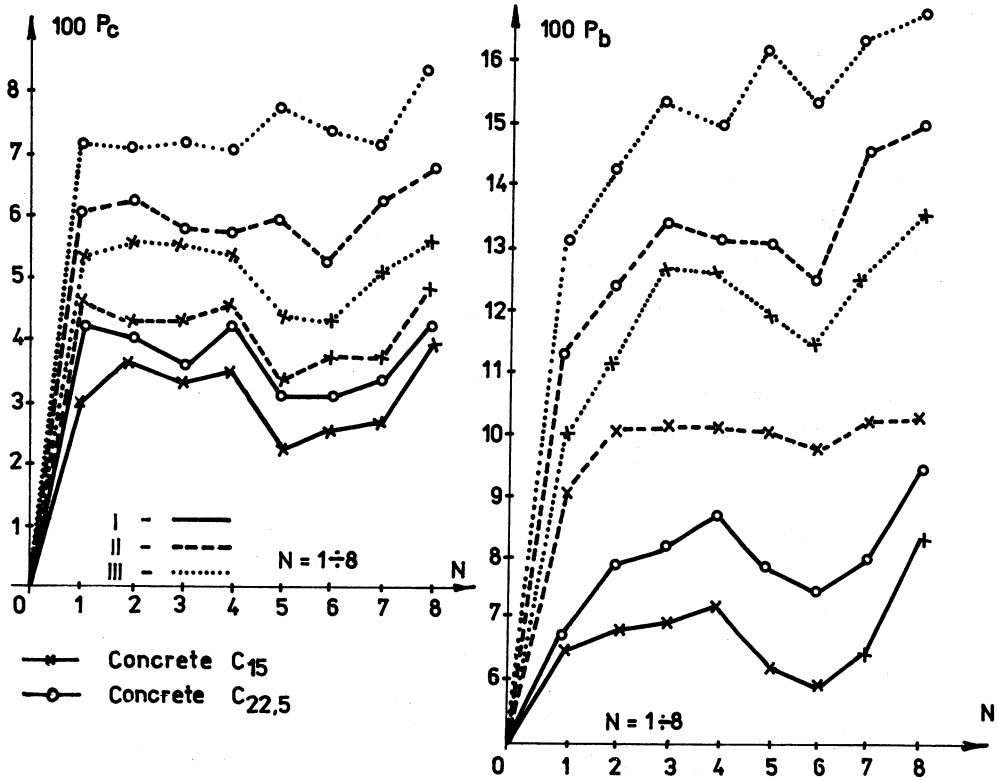 100 Pc
8
7
6
5
4
3
2
1
I -
II -
III -
N = 1÷8
N
0 1 2 3 4 5 6 7 8
Concrete C15
Concrete C22,5
100 Pb
16
15
14
13
12
11
10
9
8
7
6
N = 1÷8
N
0 1 2 3 4 5 6 7 8